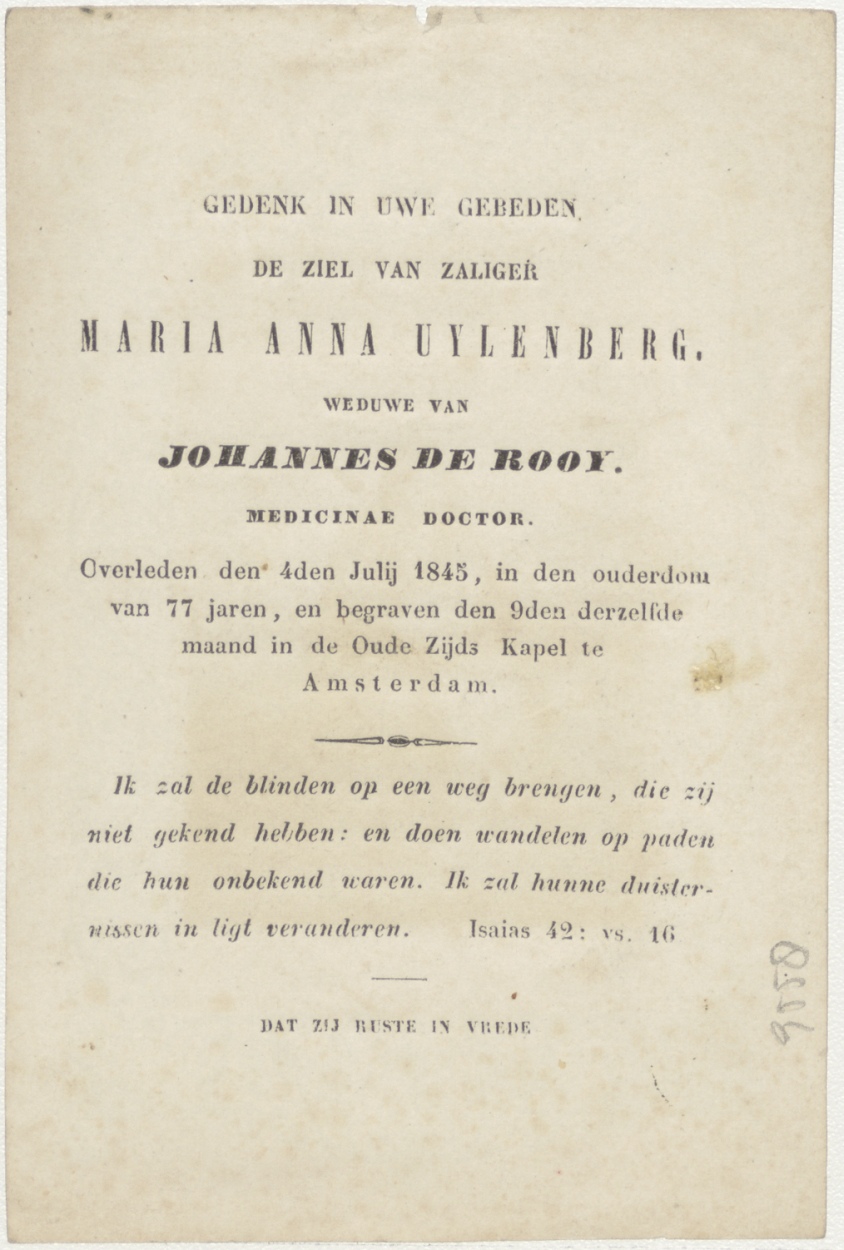 GEDENK IN UWE GEBEDEN,
DE ZIEL VAN ZALIGER
MARIA ANNA UYLENBERG.
WEDUWE VAN
JOHANNES DE ROOY.
MEDICINAE DOCTOR.
Overleden den 4den Julij 1845, in den ouderdom
van 77 jaren, en begraven den 9den derzelfde
maand in de Oude Zijds Kapel te
Amsterdam.
Ik zal de blinden op een weg brengen, die zij
niet gekend hebben: en doen wandelen op paden
die hun onbekend waren. Ik zal hunne duister-
nissen in ligt veranderen. Isaias 42: vs. 16
DAT ZIJ RUSTE IN VREDE